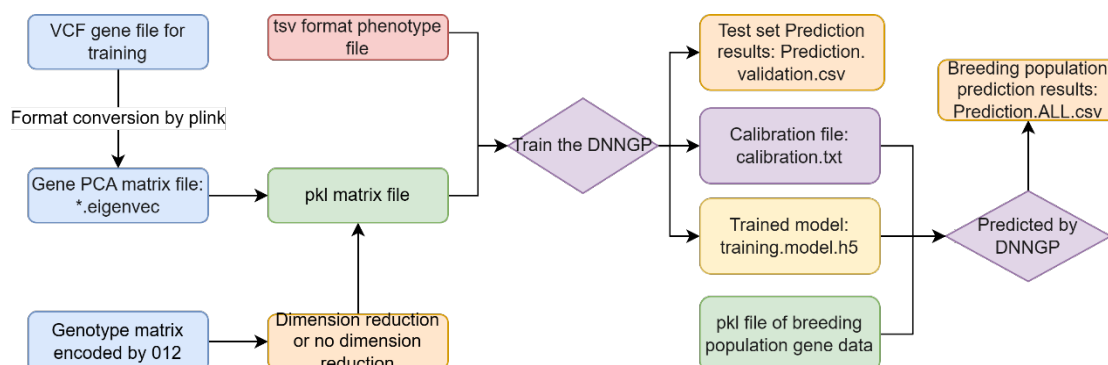 VCF gene file for
training
Format conversion by plink
Gene PCA matrix file:
*.eigenvec
Genotype matrix
encoded by 012
tsv format phenotype
file
pkl matrix file
Dimension reduction
or no dimension
reduction
Train the DNNGP
Test set Prediction
results: Prediction.
validation.csv
Calibration file:
calibration.txt
Trained model:
training.model.h5
pkl file of breeding
population gene data
Breeding population
prediction results:
Prediction.ALL.csv
Predicted by
DNNGP